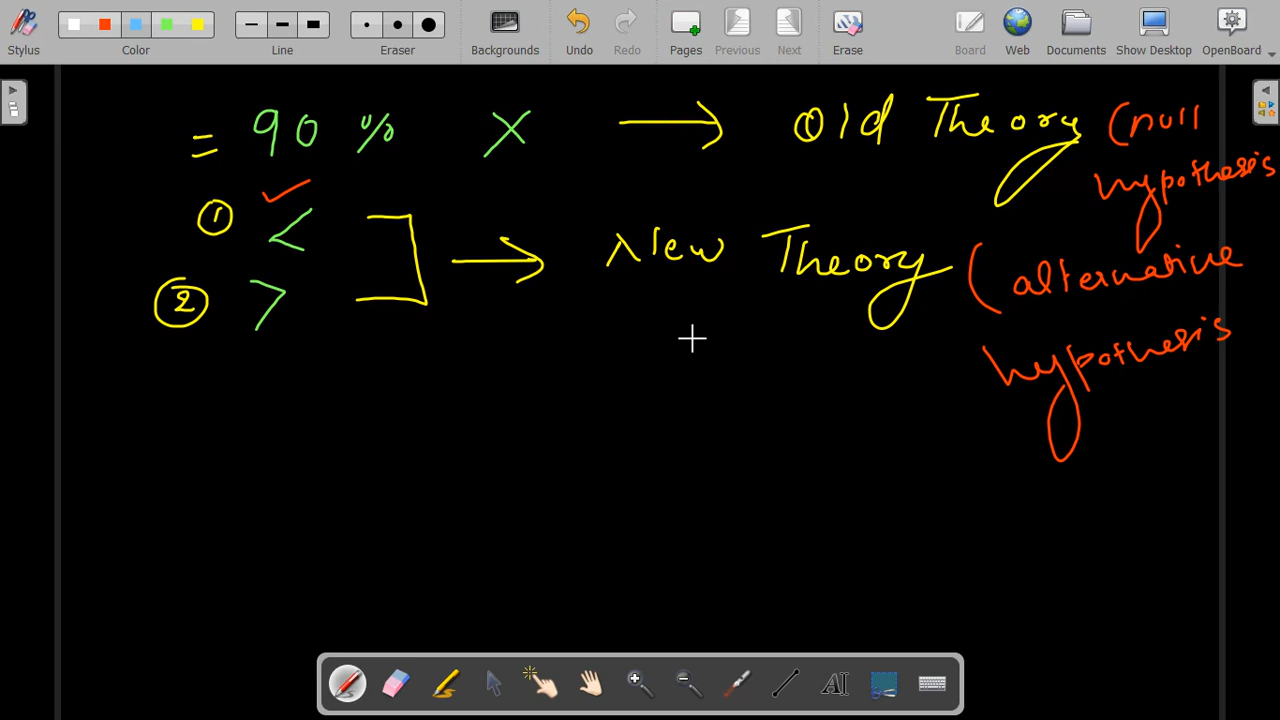 Stylus
Color
Line
Eraser
Backgrounds
Undo
Redo
Pages
Previous
Next
Erase
Board
Web
Documents
Show Desktop
OpenBoard
= 90 % X → Old Theory (null
hypothesis
① ✓ <
② > → New Theory (alternative
hypothesis